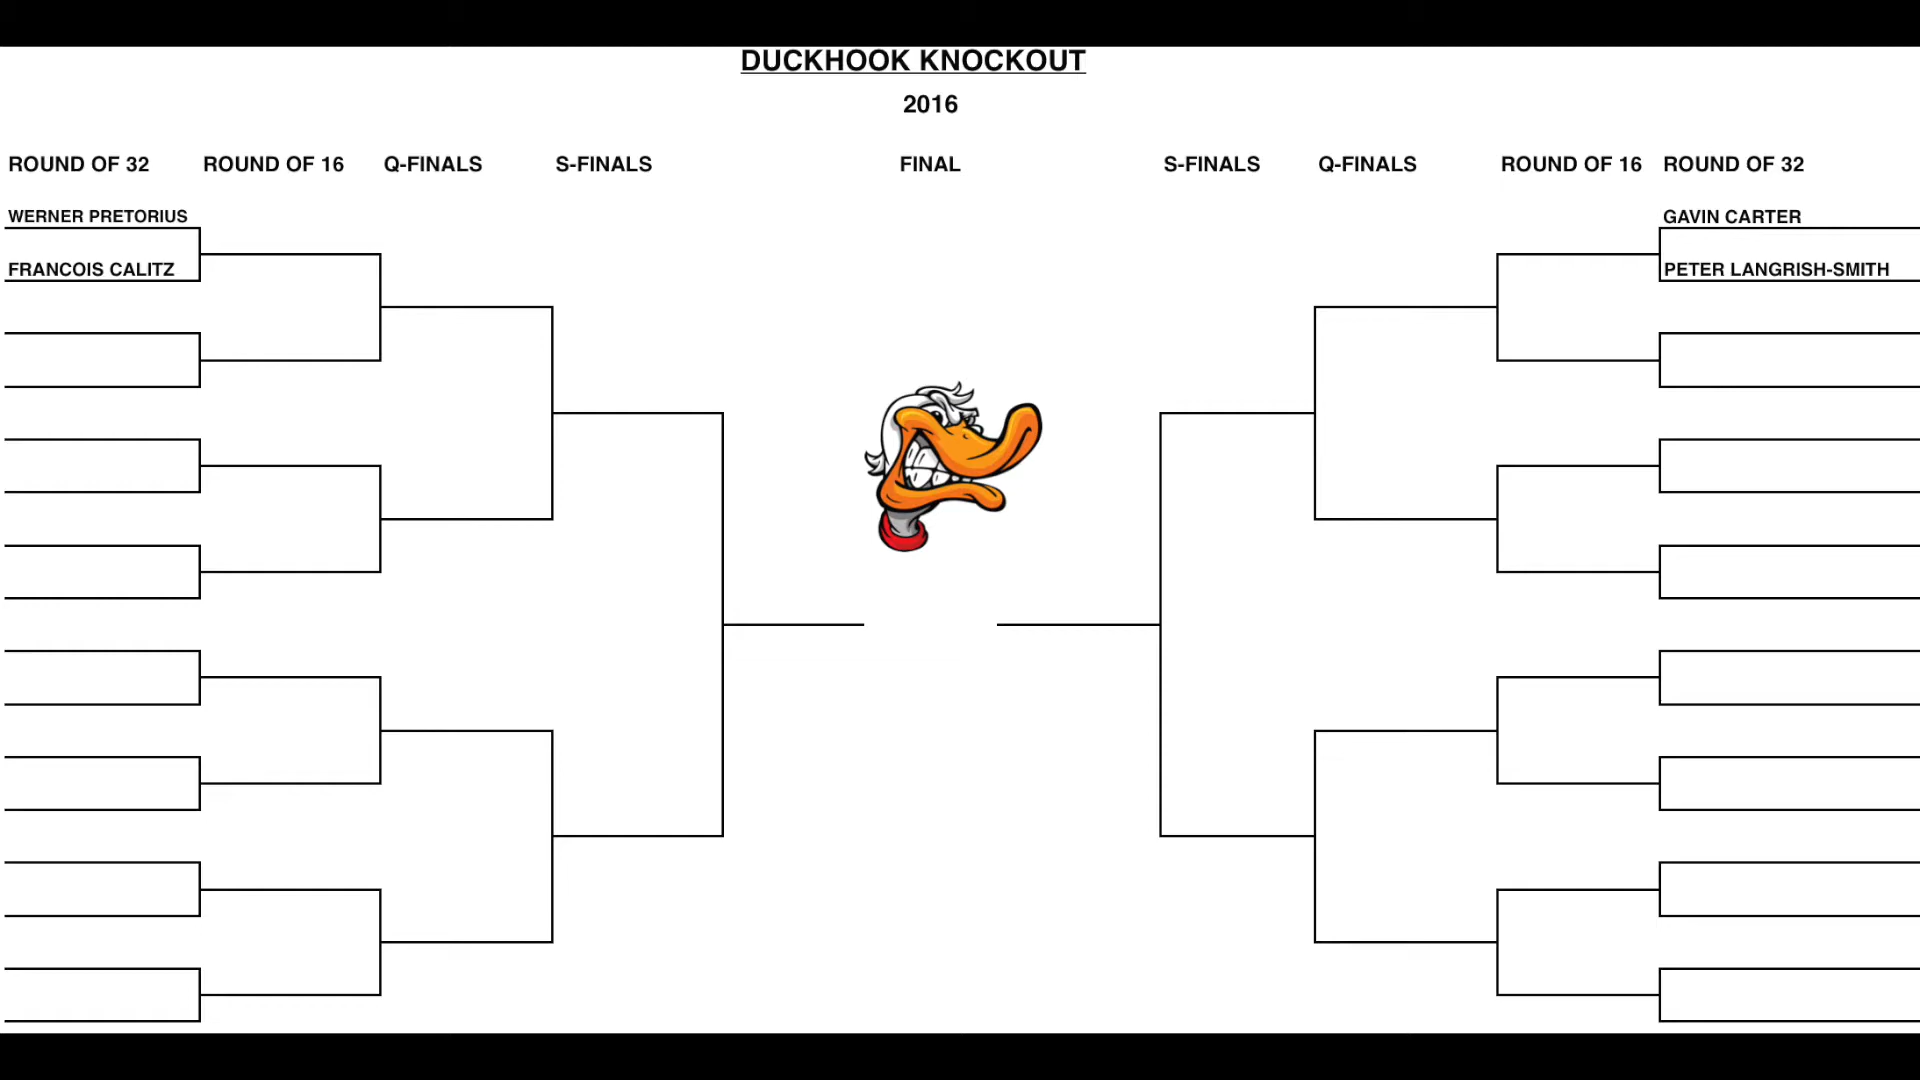 DUCKHOOK KNOCKOUT
2016
ROUND OF 32 ROUND OF 16 Q-FINALS S-FINALS FINAL S-FINALS Q-FINALS ROUND OF 16 ROUND OF 32
WERNER PRETORIUS GAVIN CARTER
FRANCOIS CALITZ PETER LANGRISH-SMITH